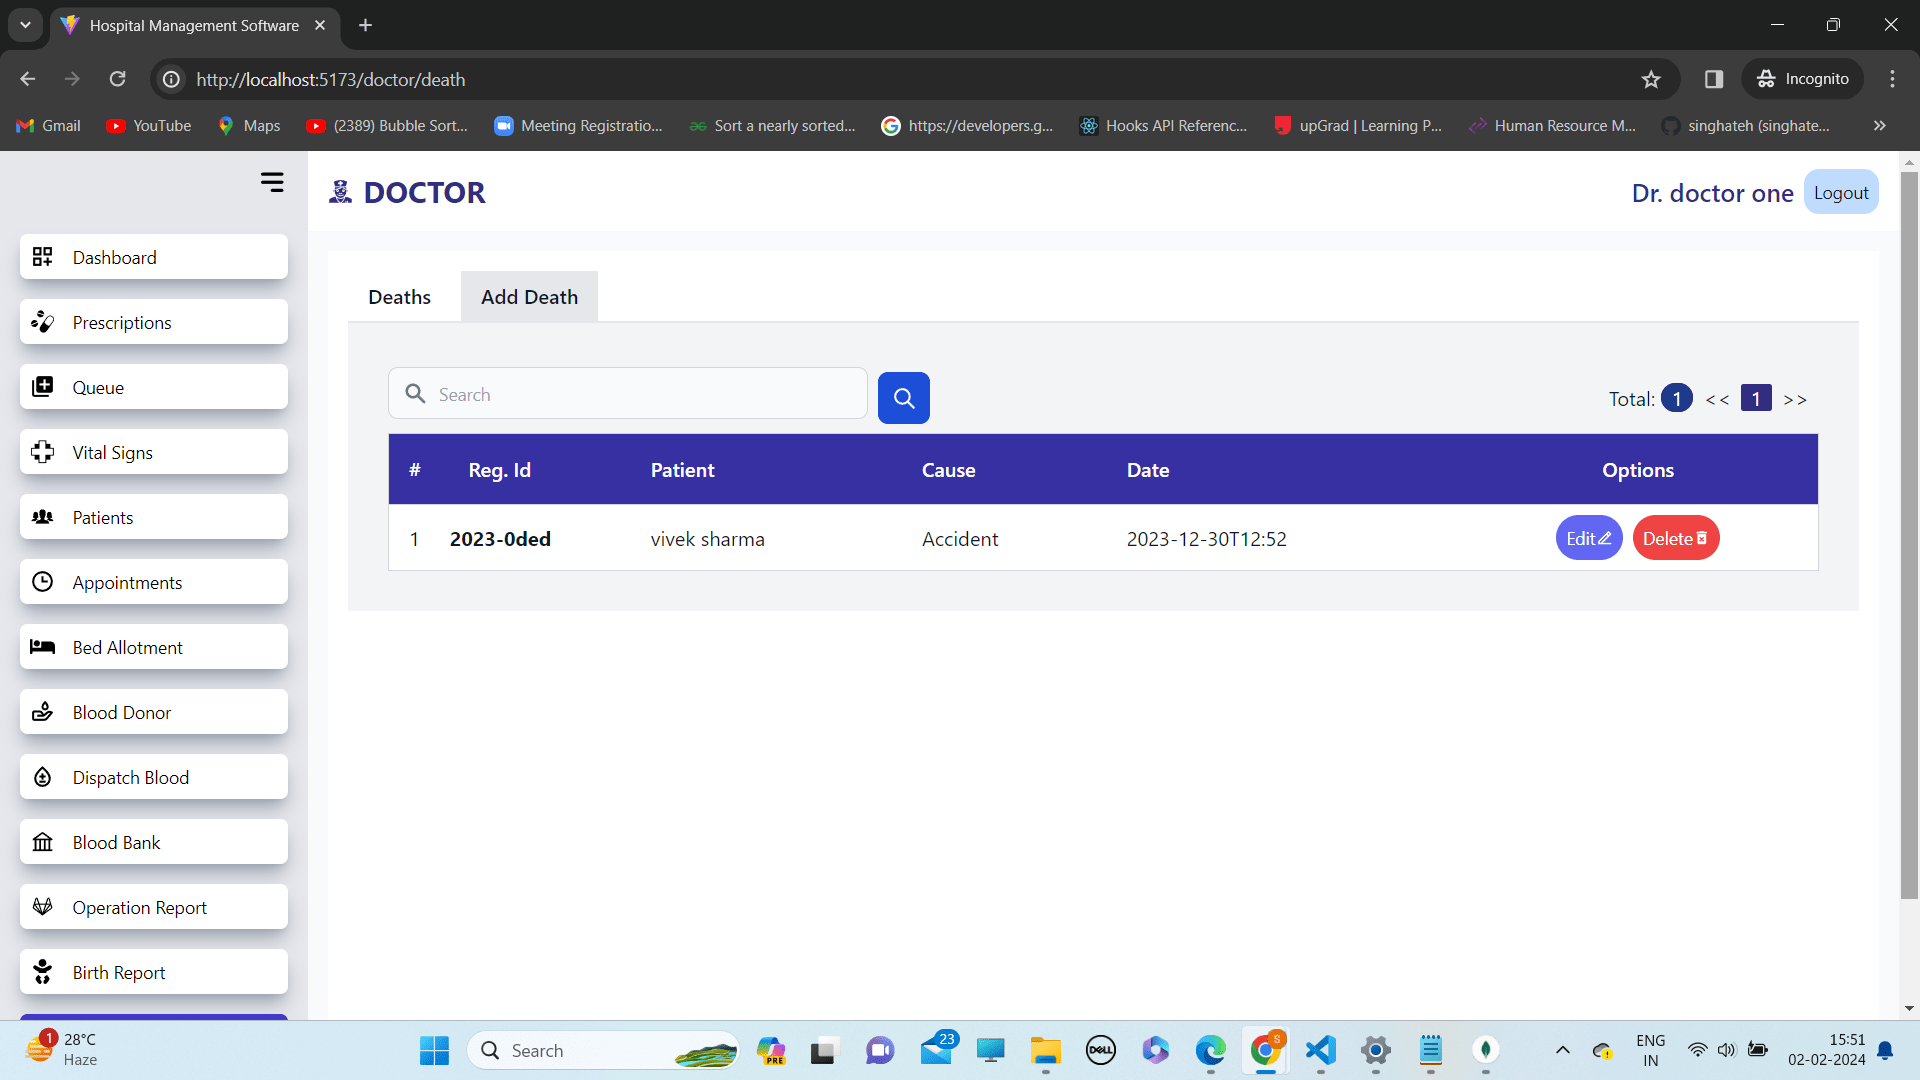 Hospital Management Software
http://localhost:5173/doctor/death
Incognito
Gmail
YouTube
Maps
(2389) Bubble Sort...
Meeting Registratio...
Sort a nearly sorted...
https://developers.g...
Hooks API Referenc...
upGrad | Learning P...
Human Resource M...
singhateh (singhate...
DOCTOR
Dr. doctor one
Logout
Dashboard
Prescriptions
Queue
Vital Signs
Patients
Appointments
Bed Allotment
Blood Donor
Dispatch Blood
Blood Bank
Operation Report
Birth Report
Deaths
Add Death
Search
Total: 1 << 1 >>
# Reg. Id Patient Cause Date Options
1 2023-0ded vivek sharma Accident 2023-12-30T12:52 Edit Delete
1
28°C
Haze
Search
PRE
23
DELL
S
ENG
IN
15:51
02-02-2024